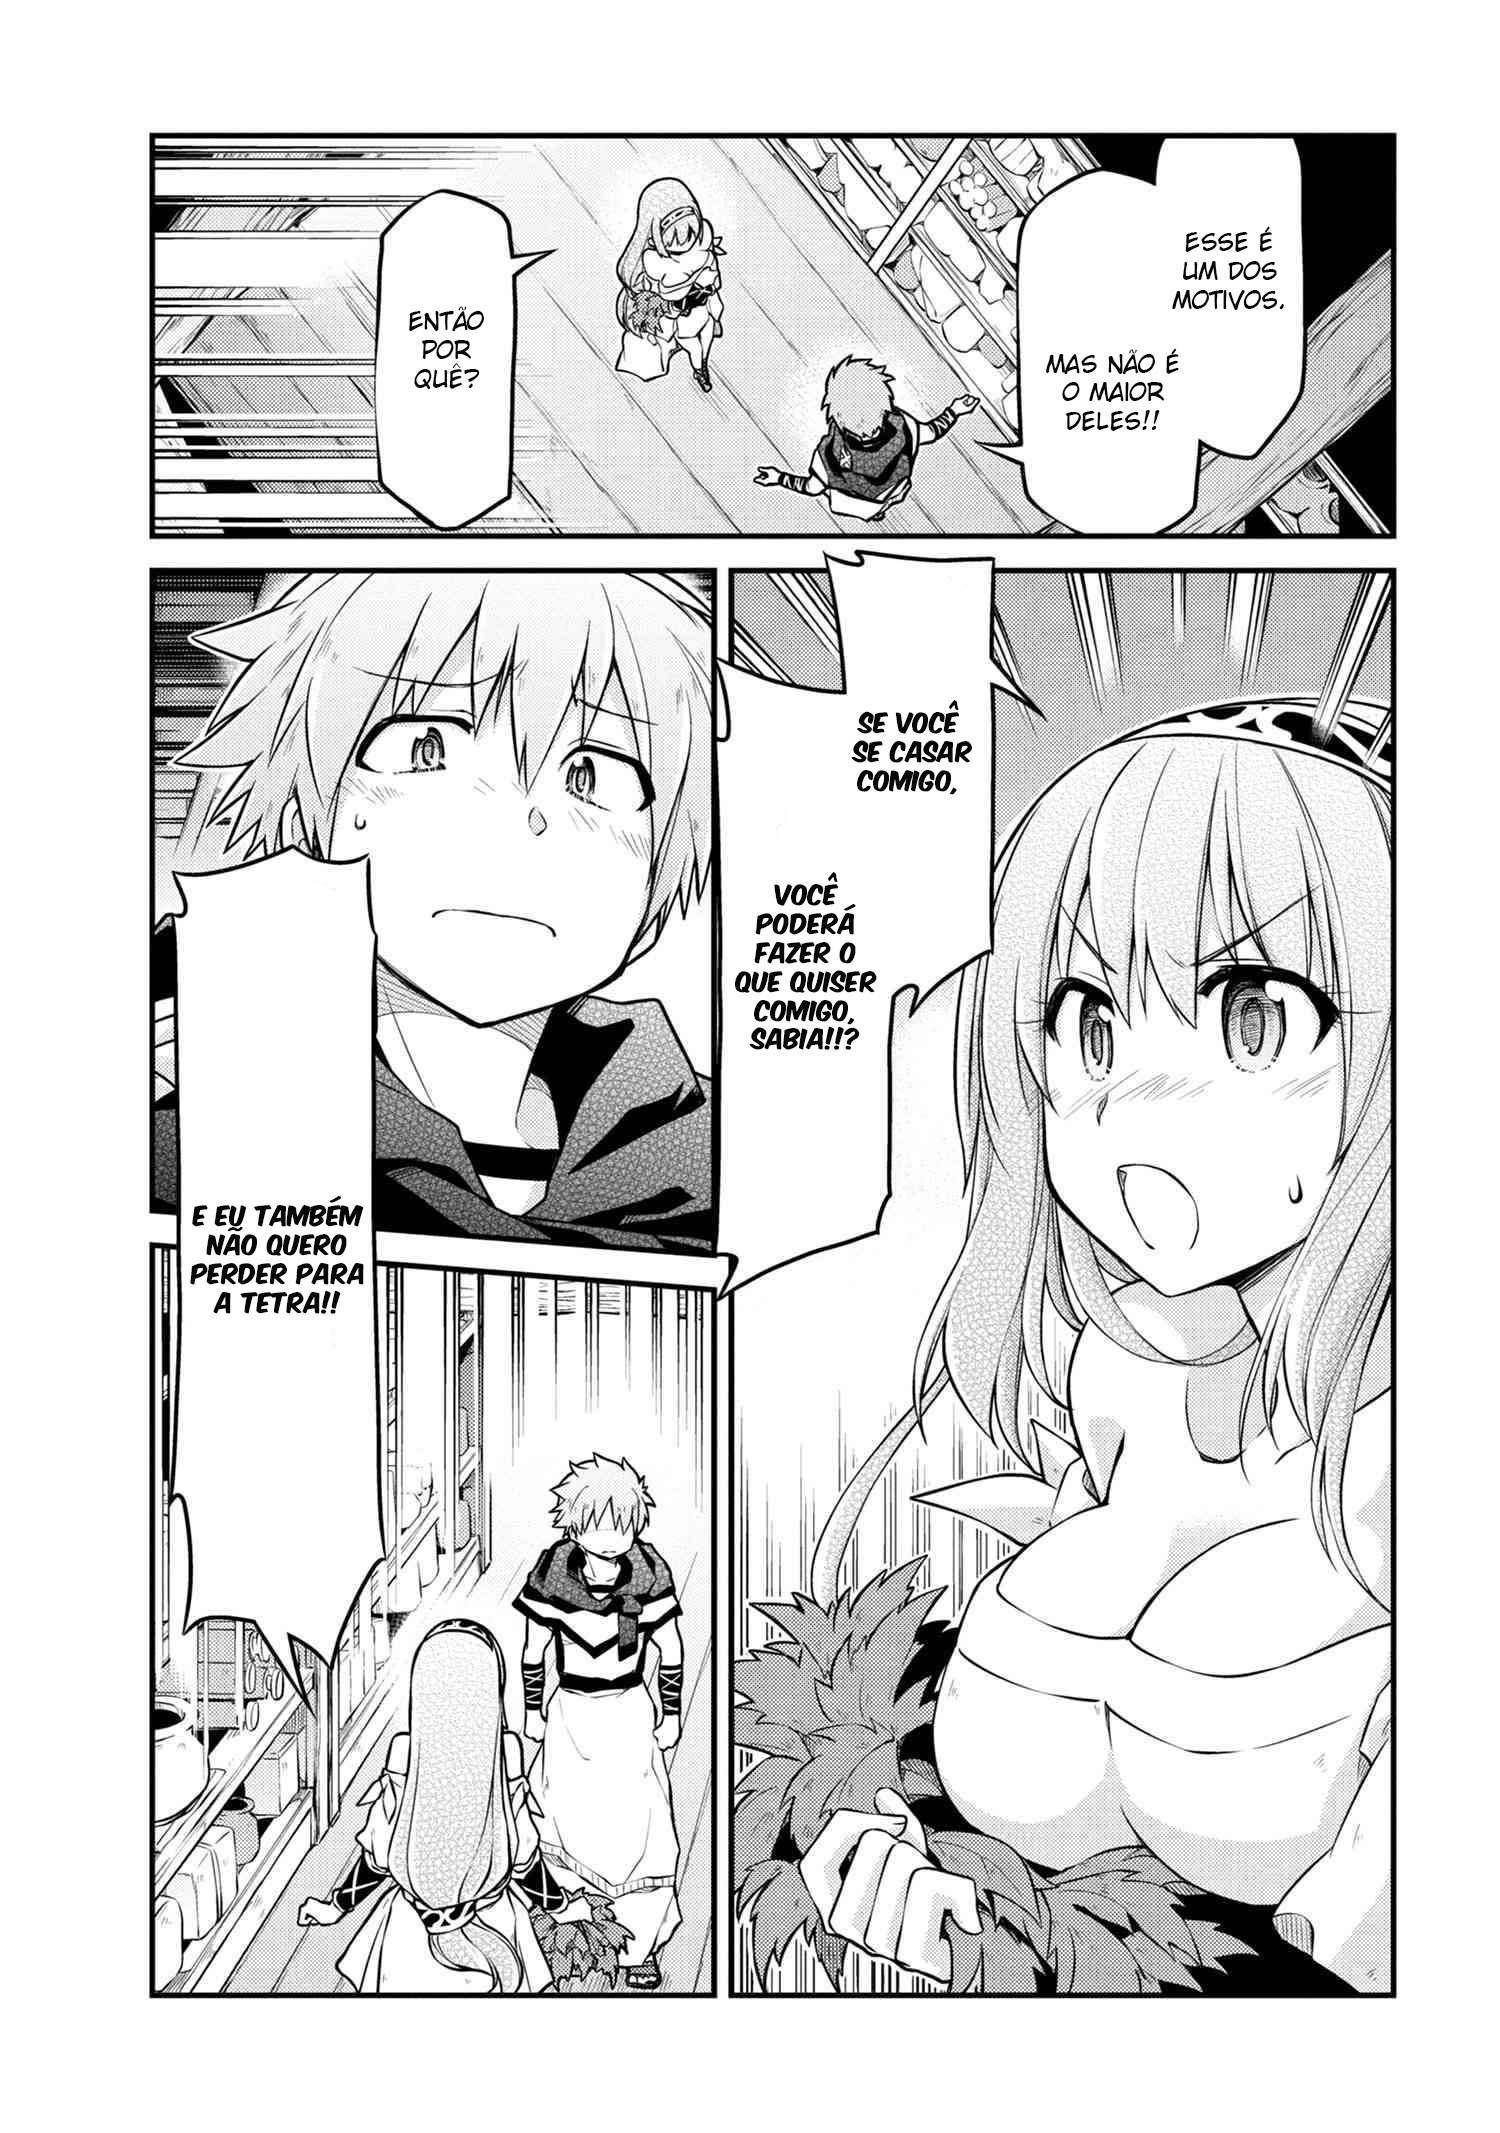 ESSE É
UM DOS
MOTIVOS.
MAS NÃO É
O MAIOR
DELES!!
ENTÃO
POR
QUÊ?
SE VOCÊ
SE CASAR
COMIGO,
VOCÊ
PODERÁ
FAZER O
QUE QUISER
COMIGO,
SABIA!!?
E EU TAMBÉM
NÃO QUERO
PERDER PARA
A TETRA!!